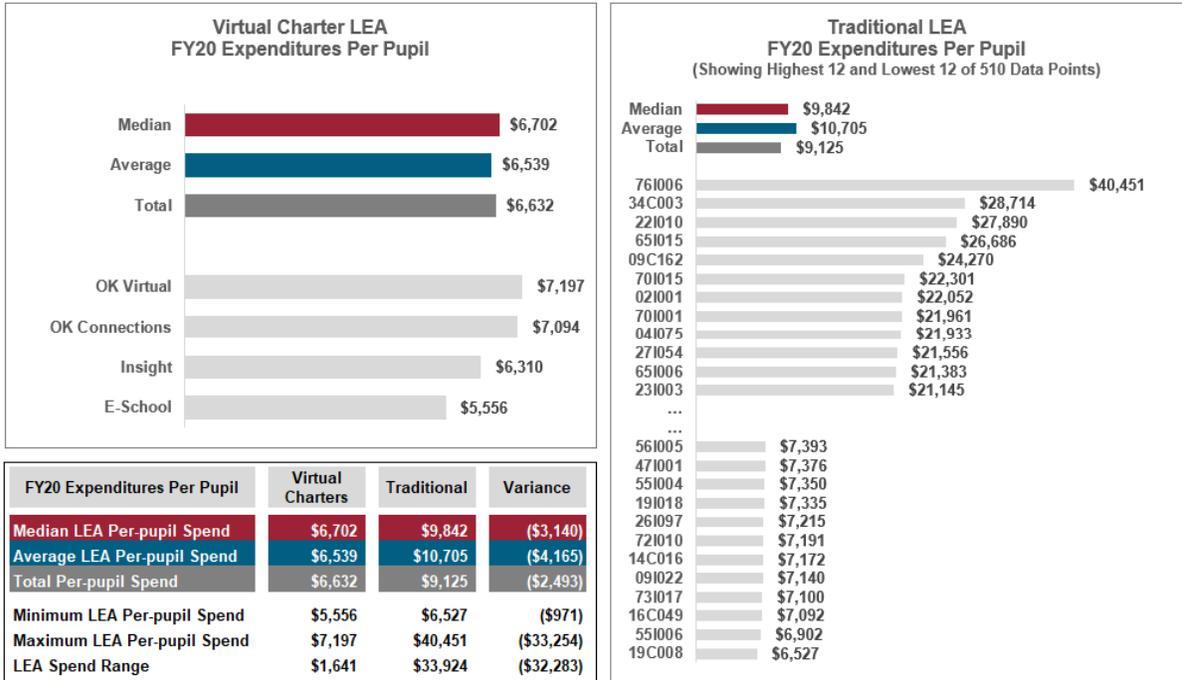 Virtual Charter LEA
FY20 Expenditures Per Pupil
Median $6,702
Average $6,539
Total $6,632
OK Virtual $7,197
OK Connections $7,094
Insight $6,310
E-School $5,556
FY20 Expenditures Per Pupil Virtual Charters Traditional Variance
Median LEA Per-pupil Spend $6,702 $9,842 ($3,140)
Average LEA Per-pupil Spend $6,539 $10,705 ($4,165)
Total Per-pupil Spend $6,632 $9,125 ($2,493)
Minimum LEA Per-pupil Spend $5,556 $6,527 ($971)
Maximum LEA Per-pupil Spend $7,197 $40,451 ($33,254)
LEA Spend Range $1,641 $33,924 ($32,283)
Traditional LEA
FY20 Expenditures Per Pupil
(Showing Highest 12 and Lowest 12 of 510 Data Points)
Median $9,842
Average $10,705
Total $9,125
76I006 $40,451
34C003 $28,714
22I010 $27,890
65I015 $26,686
09C162 $24,270
70I015 $22,301
02I001 $22,052
70I001 $21,961
04I075 $21,933
27I054 $21,556
65I006 $21,383
23I003 $21,145
...
...
56I005 $7,393
47I001 $7,376
55I004 $7,350
19I018 $7,335
26I097 $7,215
72I010 $7,191
14C016 $7,172
09I022 $7,140
73I017 $7,100
16C049 $7,092
55I006 $6,902
19C008 $6,527